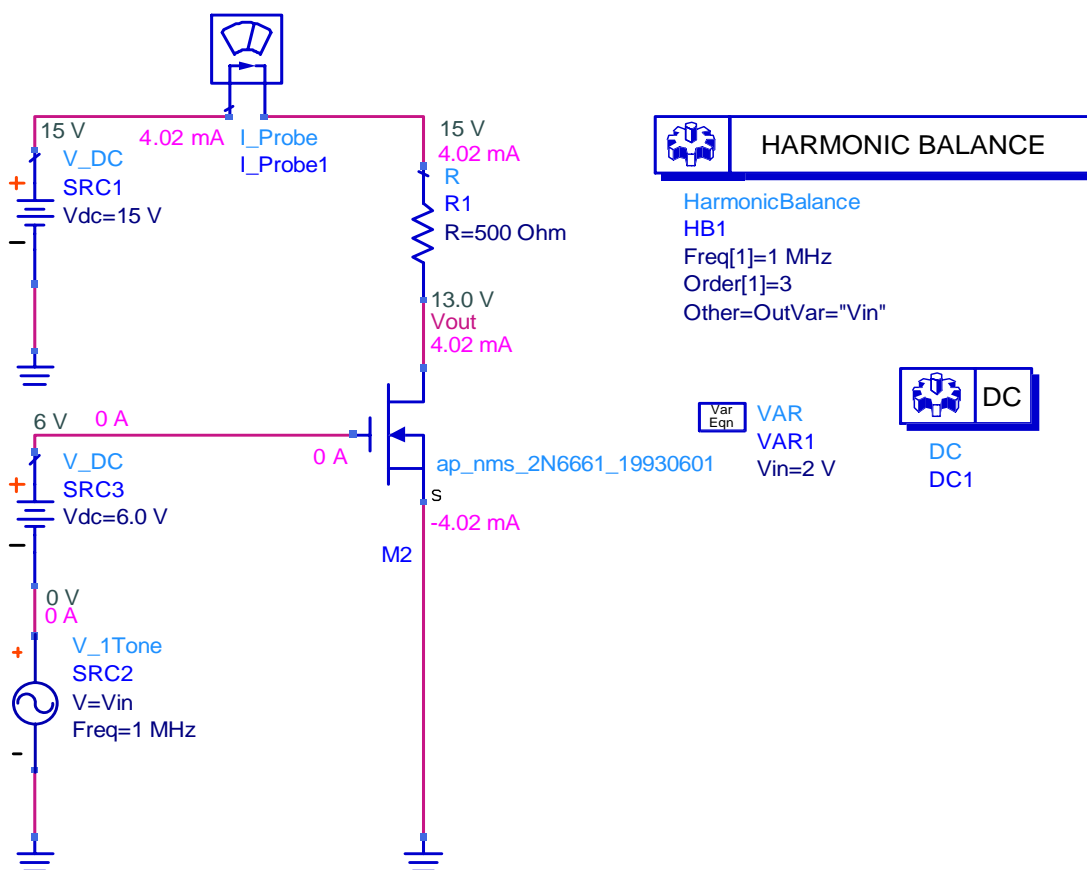 15 V
4.02 mA
I_Probe
I_Probe1
V_DC
SRC1
Vdc=15 V
+
−
15 V
4.02 mA
R
R1
R=500 Ohm
13.0 V
Vout
4.02 mA
HARMONIC BALANCE
HarmonicBalance
HB1
Freq[1]=1 MHz
Order[1]=3
Other=OutVar="Vin"
6 V
0 A
0 A
V_DC
SRC3
Vdc=6.0 V
+
−
ap_nms_2N6661_19930601
S
-4.02 mA
M2
Var
Eqn
VAR
VAR1
Vin=2 V
DC
DC
DC1
0 V
0 A
V_1Tone
SRC2
V=Vin
Freq=1 MHz
+
-